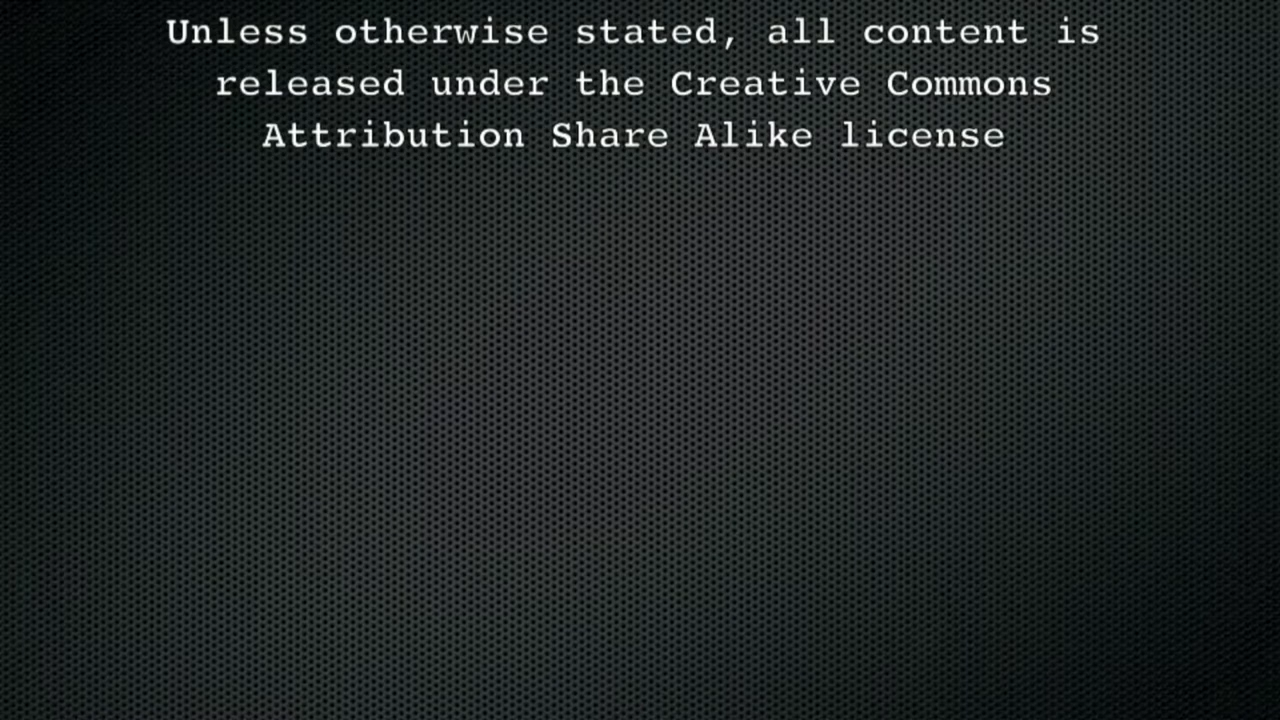 Unless otherwise stated, all content is
released under the Creative Commons
Attribution Share Alike license